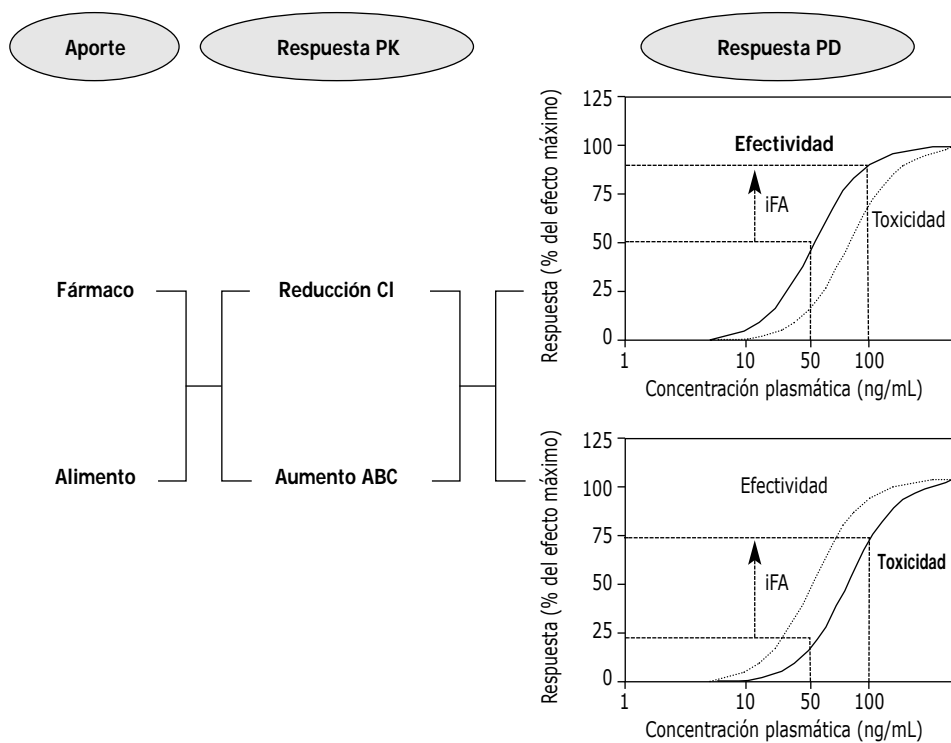 Aporte
Respuesta PK
Respuesta PD
Fármaco
Alimento
Reducción Cl
Aumento ABC
Respuesta (% del efecto máximo)
125
100
75
50
25
0
Efectividad
iFA
Toxicidad
1
10
50
100
Concentración plasmática (ng/mL)
Respuesta (% del efecto máximo)
125
100
75
50
25
0
Efectividad
iFA
Toxicidad
1
10
50
100
Concentración plasmática (ng/mL)